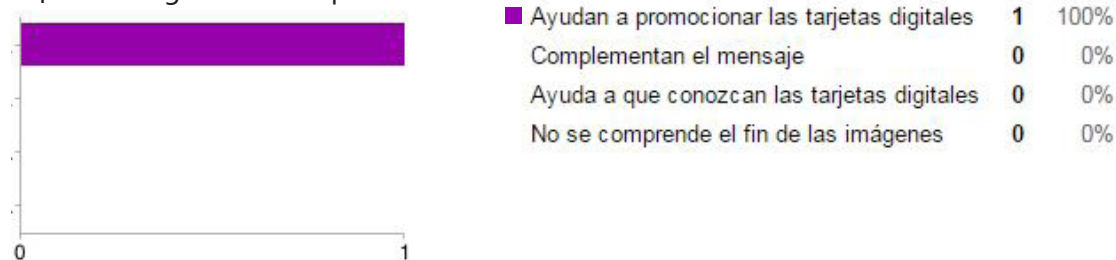 Ayudan a promocionar las tarjetas digitales 1 100%
Complementan el mensaje 0 0%
Ayuda a que conozcan las tarjetas digitales 0 0%
No se comprende el fin de las imágenes 0 0%
0 1